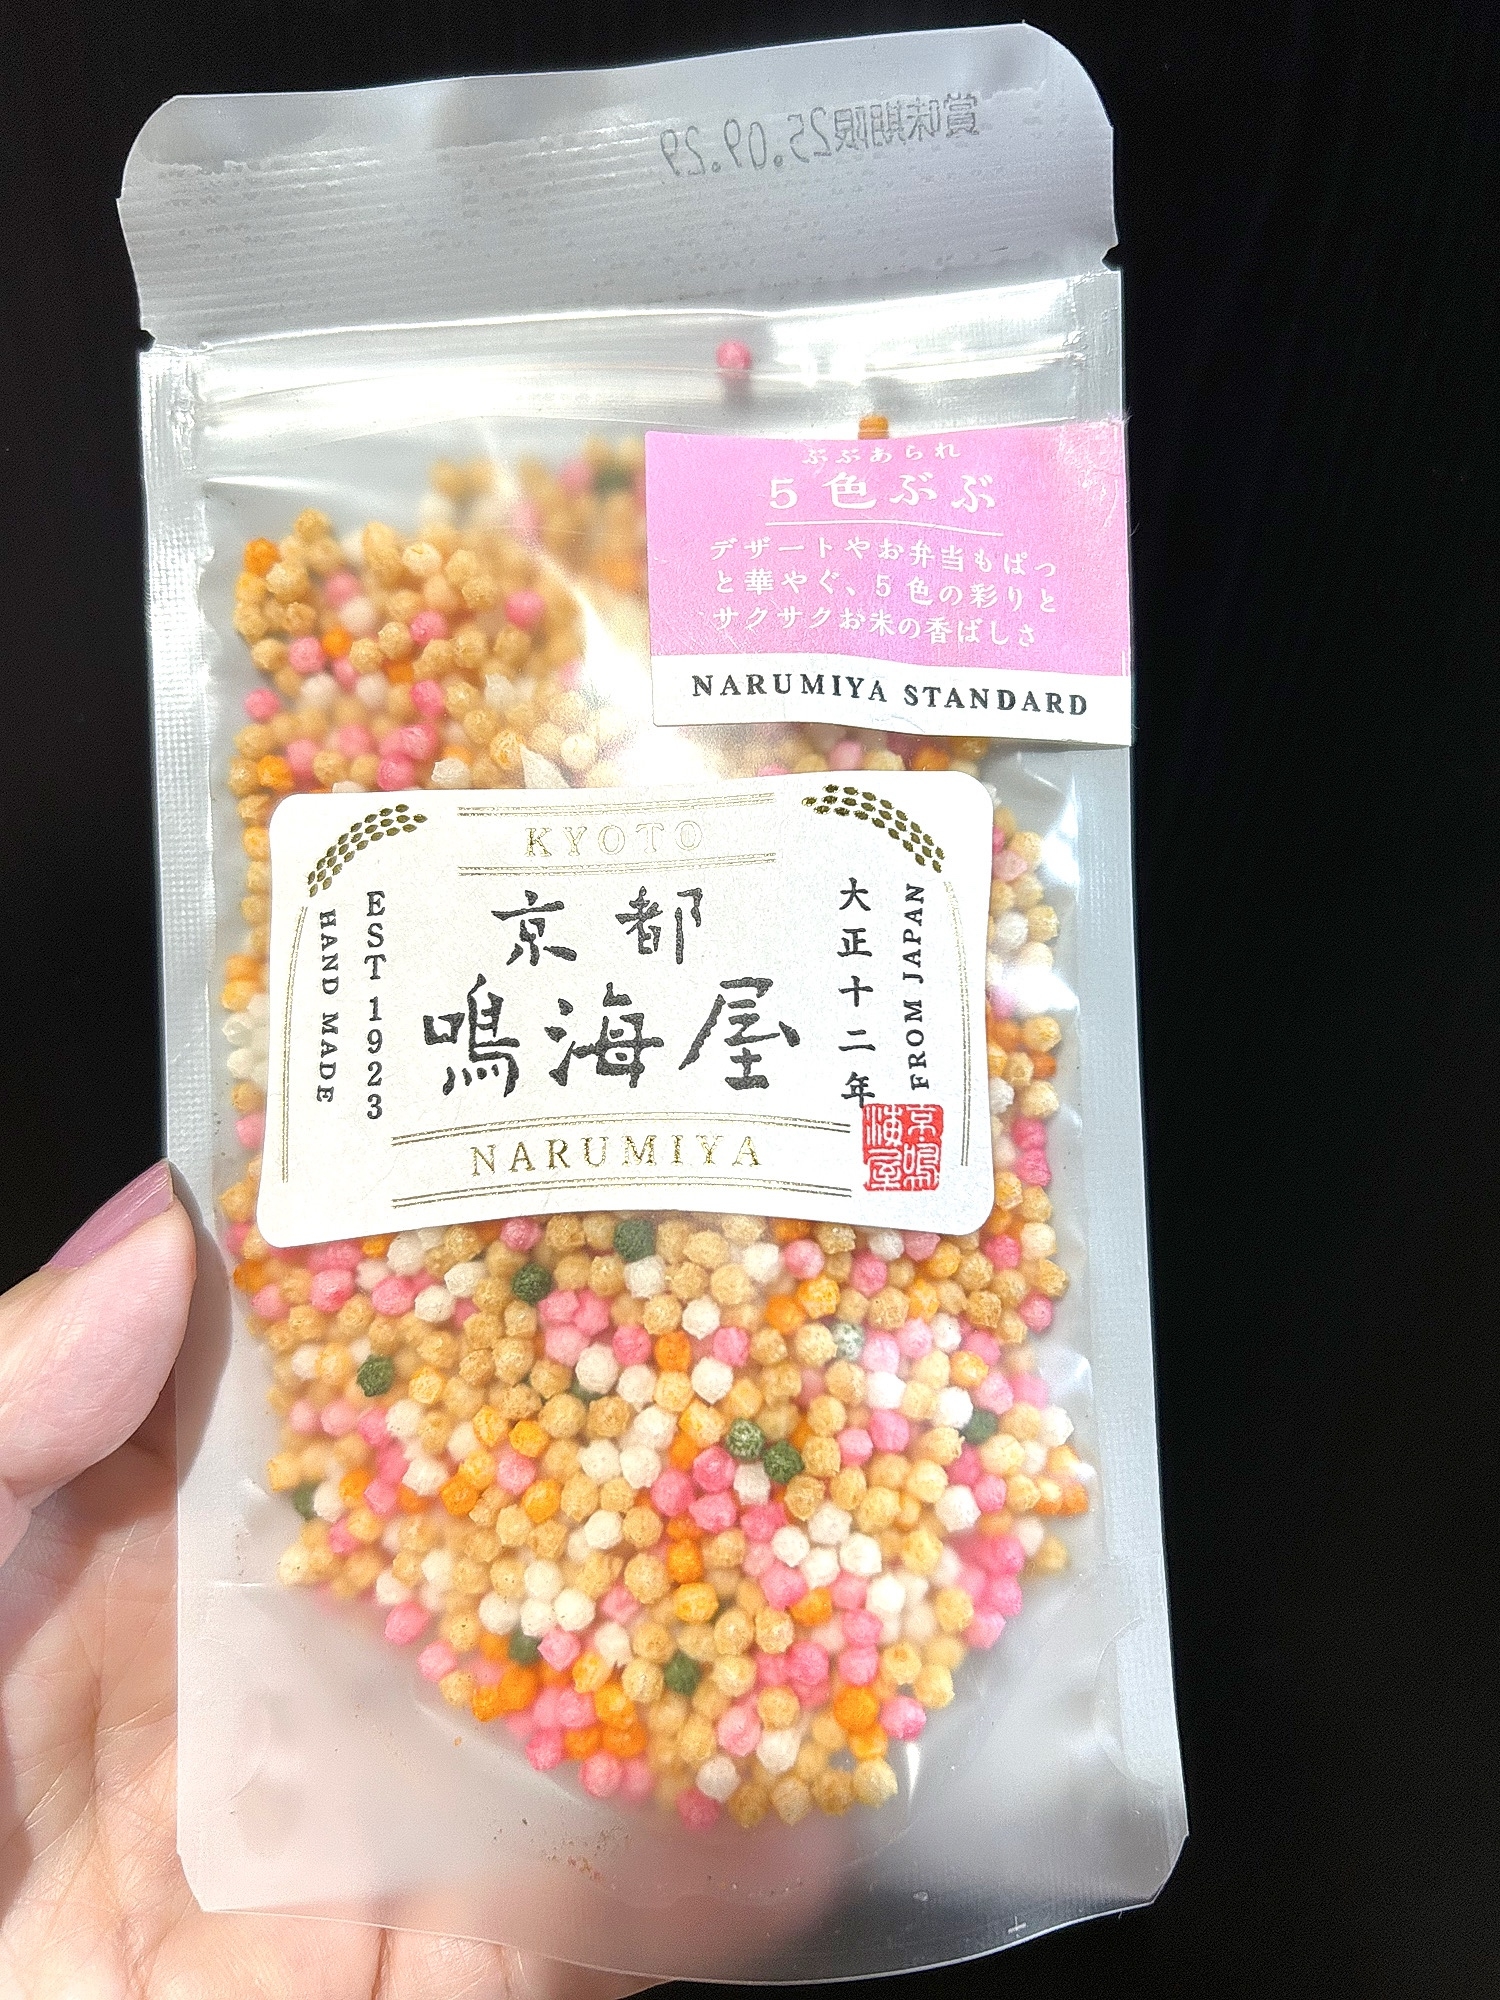 賞味期限25.09.29
ぶぶあられ
5色ぶぶ
デザートやお弁当もぱっ
と華やぐ、5色の彩りと
サクサクお米の香ばしさ
NARUMIYA STANDARD
KYOTO
京都
鳴海屋
NARUMIYA
EST 1923
HAND MADE
大正十二年
FROM JAPAN
京・鳴
海屋